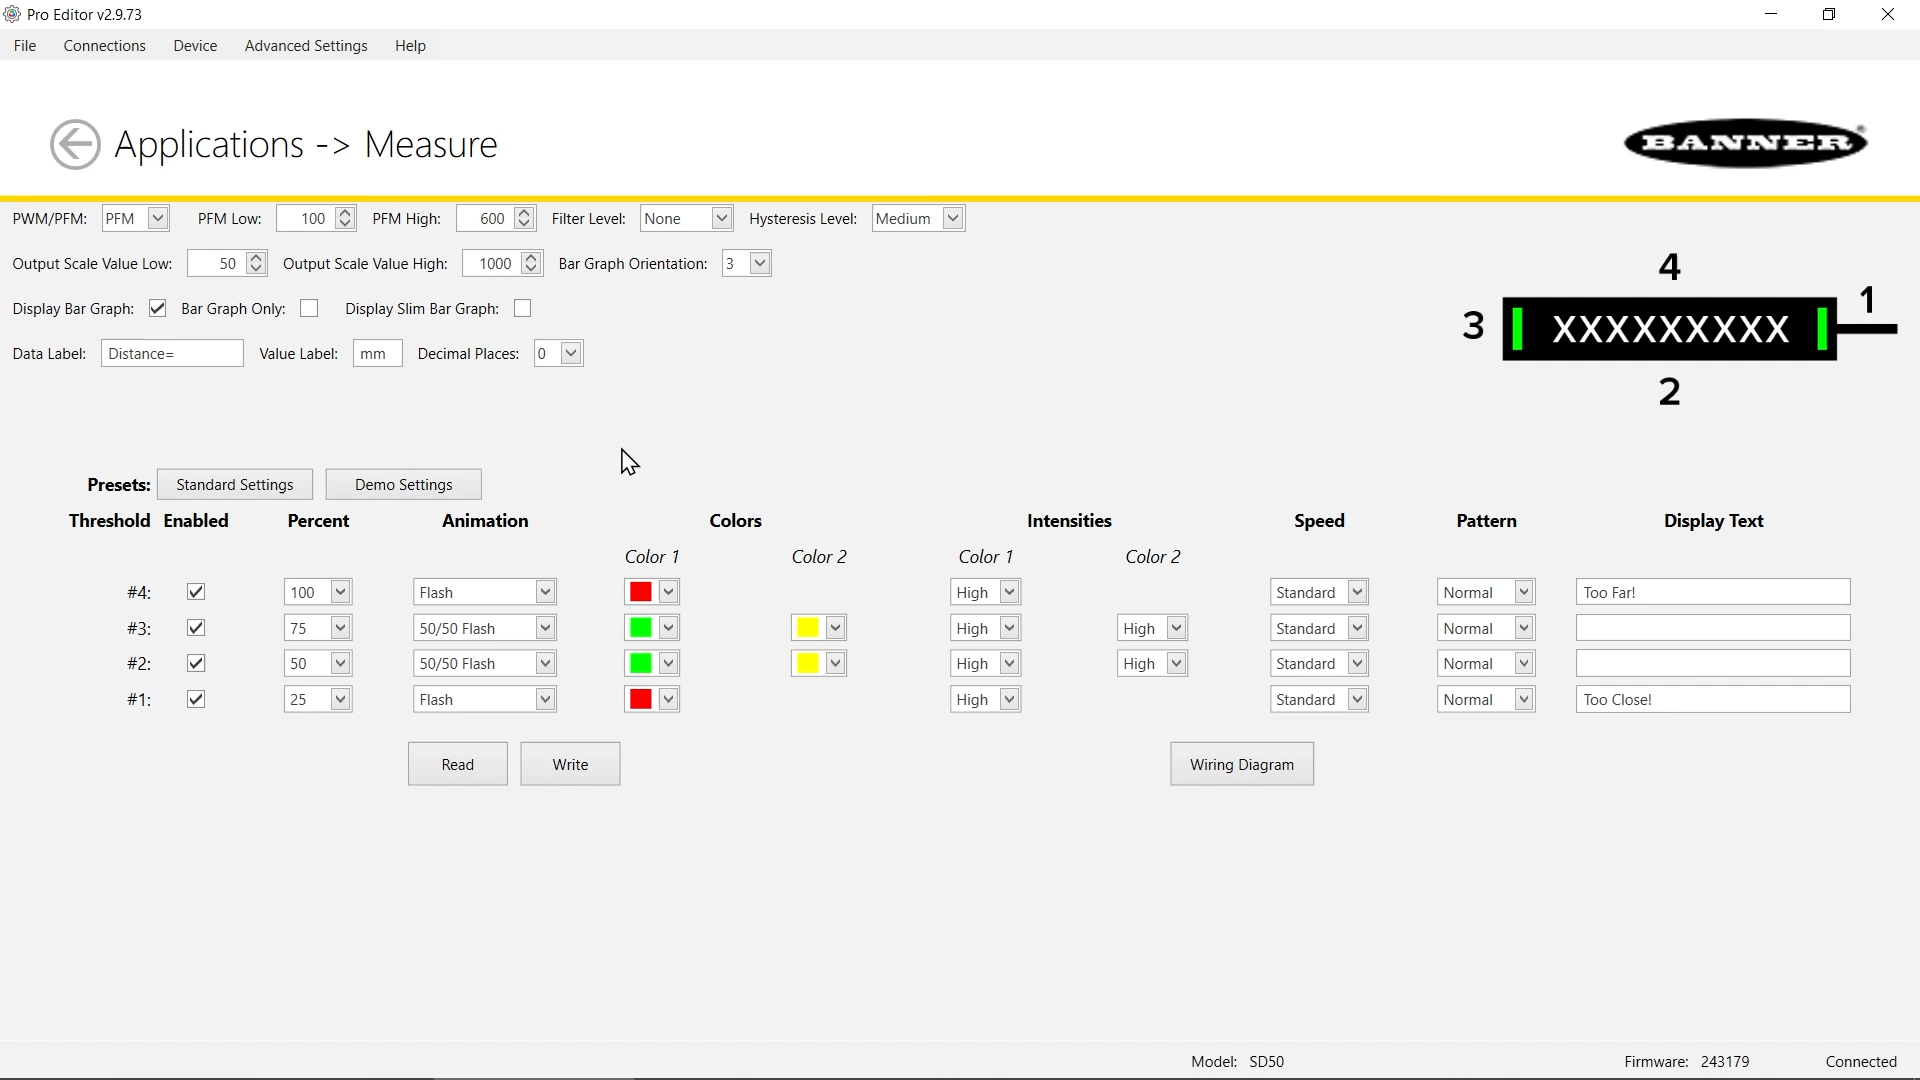 Pro Editor v2.9.73
File Connections Device Advanced Settings Help
Applications -> Measure
BANNER®
PWM/PFM: PFM PFM Low: 100 PFM High: 600 Filter Level: None Hysteresis Level: Medium
Output Scale Value Low: 50 Output Scale Value High: 1000 Bar Graph Orientation: 3
Display Bar Graph: Bar Graph Only: Display Slim Bar Graph:
Data Label: Distance= Value Label: mm Decimal Places: 0
4
1
3 XXXXXXXXX
2
Presets: Standard Settings Demo Settings
Threshold Enabled Percent Animation Colors Intensities Speed Pattern Display Text
Color 1 Color 2 Color 1 Color 2
#4: 100 Flash High Standard Normal Too Far!
#3: 75 50/50 Flash High High Standard Normal
#2: 50 50/50 Flash High High Standard Normal
#1: 25 Flash High Standard Normal Too Close!
Read Write Wiring Diagram
Model: SD50 Firmware: 243179 Connected